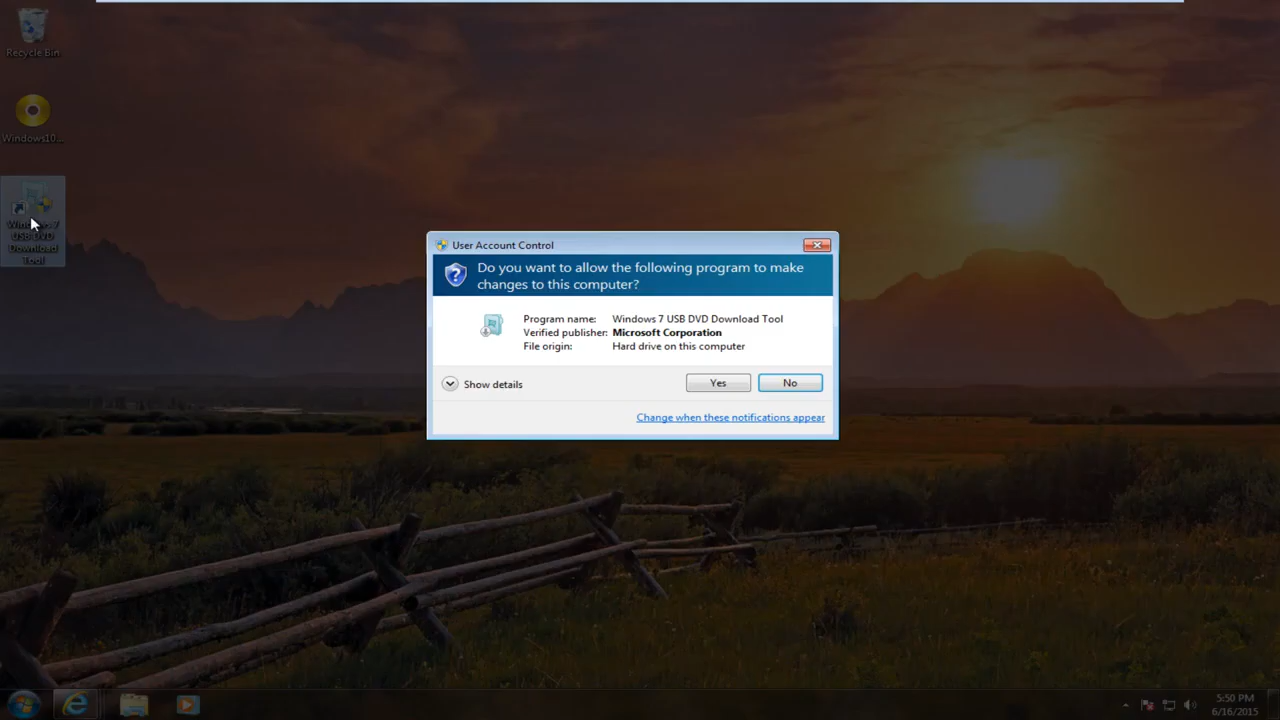 Recycle Bin
Windows10...
Windows 7
USB DVD
Download
Tool
User Account Control
Do you want to allow the following program to make
changes to this computer?
Program name: Windows 7 USB DVD Download Tool
Verified publisher: Microsoft Corporation
File origin: Hard drive on this computer
Show details
Yes
No
Change when these notifications appear
5:50 PM
6/16/2015